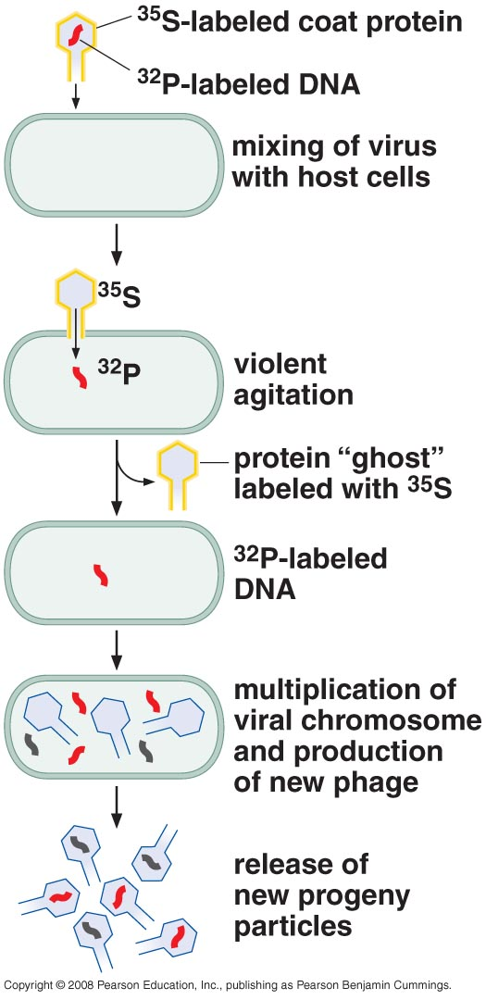 ³⁵S-labeled coat protein
³²P-labeled DNA
mixing of virus
with host cells
³⁵S
³²P
violent
agitation
protein “ghost”
labeled with ³⁵S
³²P-labeled
DNA
multiplication of
viral chromosome
and production
of new phage
release of
new progeny
particles
Copyright © 2008 Pearson Education, Inc., publishing as Pearson Benjamin Cummings.